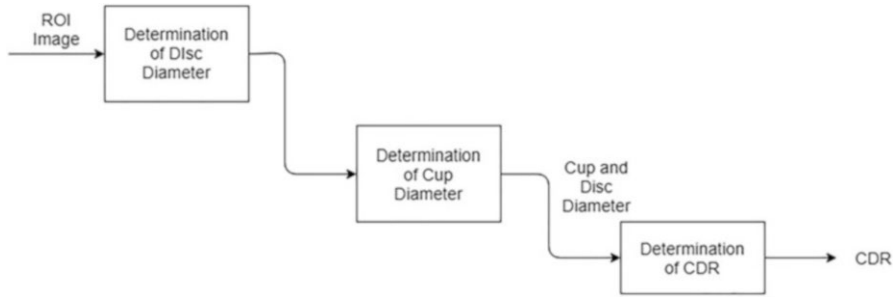 ROI
Image
Determination
of DIsc
Diameter
Determination
of Cup
Diameter
Cup and
Disc
Diameter
Determination
of CDR
CDR